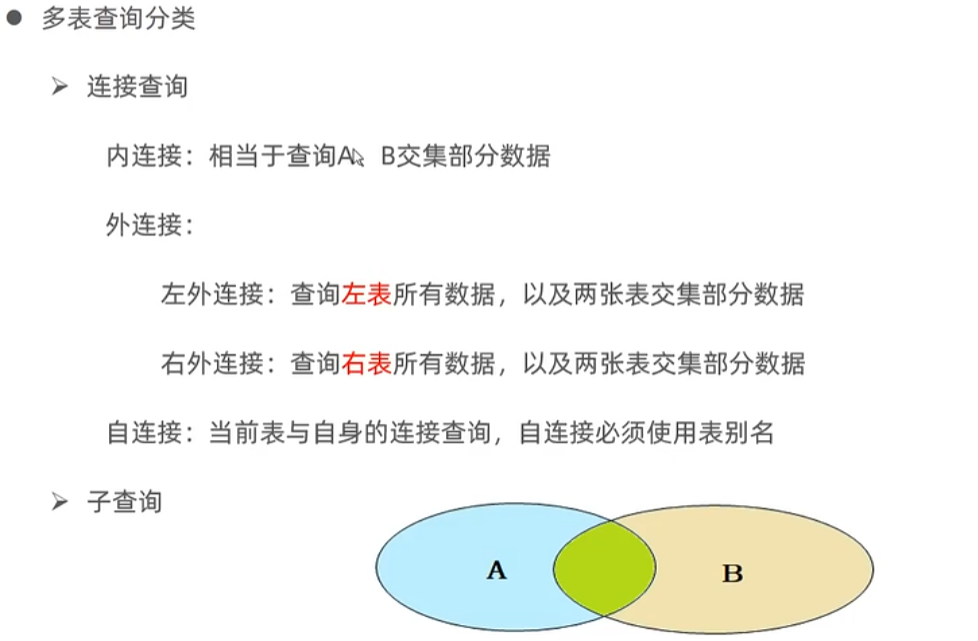 多表查询分类
连接查询
内连接：相当于查询A、B交集部分数据
外连接：
左外连接：查询左表所有数据，以及两张表交集部分数据
右外连接：查询右表所有数据，以及两张表交集部分数据
自连接：当前表与自身的连接查询，自连接必须使用表别名
子查询
A
B